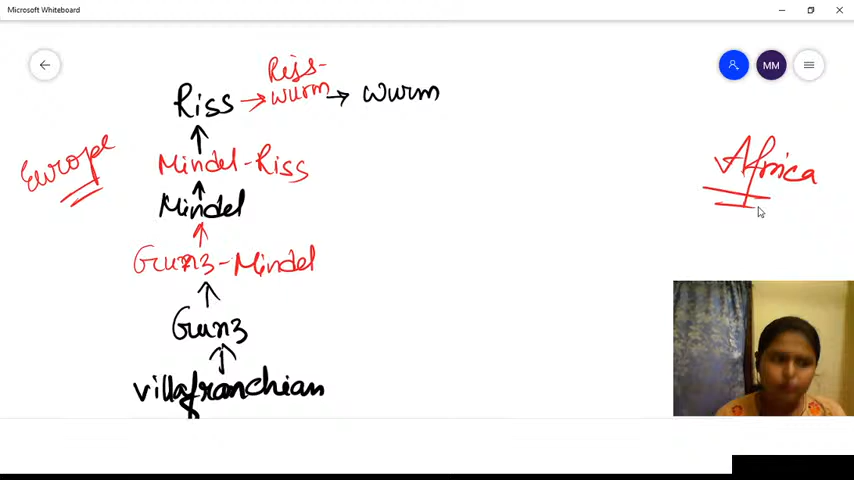 Microsoft Whiteboard
MM
Riss-
Riss → wurm → wurm
Europe
Mindel-Riss
Africa
Mindel
Gunz-Mindel
Gunz
villafranchian